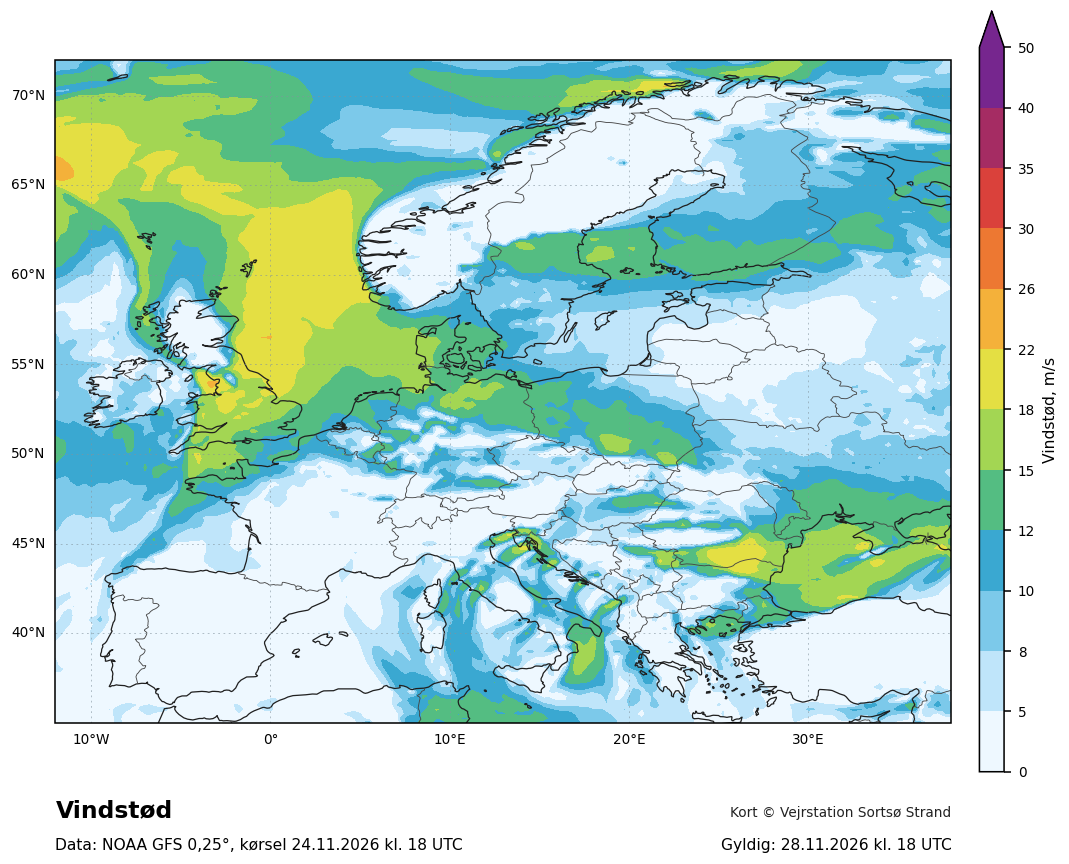 50
40
35
30
26
22
18
15
12
10
8
5
0
Vindstød, m/s
70°N
65°N
60°N
55°N
50°N
45°N
40°N
10°W
0°
10°E
20°E
30°E
Vindstød
Kort © Vejrstation Sortsø Strand
Data: NOAA GFS 0,25°, kørsel 24.11.2026 kl. 18 UTC
Gyldig: 28.11.2026 kl. 18 UTC